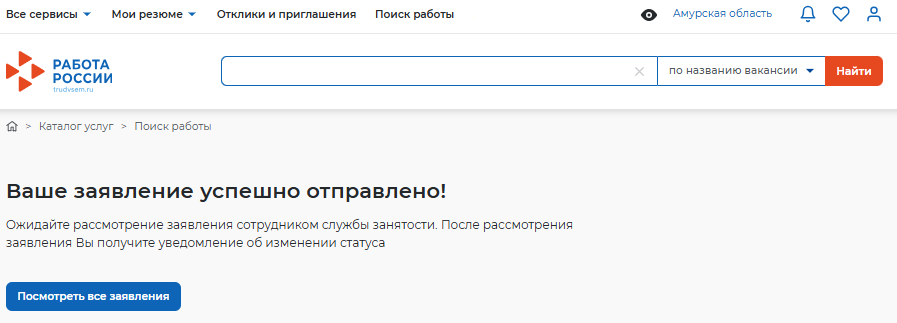 Все сервисы Мои резюме Отклики и приглашения Поиск работы Амурская область
РАБОТА
РОССИИ
trudvsem.ru
по названию вакансии Найти
> Каталог услуг > Поиск работы
Ваше заявление успешно отправлено!
Ожидайте рассмотрение заявления сотрудником службы занятости. После рассмотрения
заявления Вы получите уведомление об изменении статуса
Посмотреть все заявления